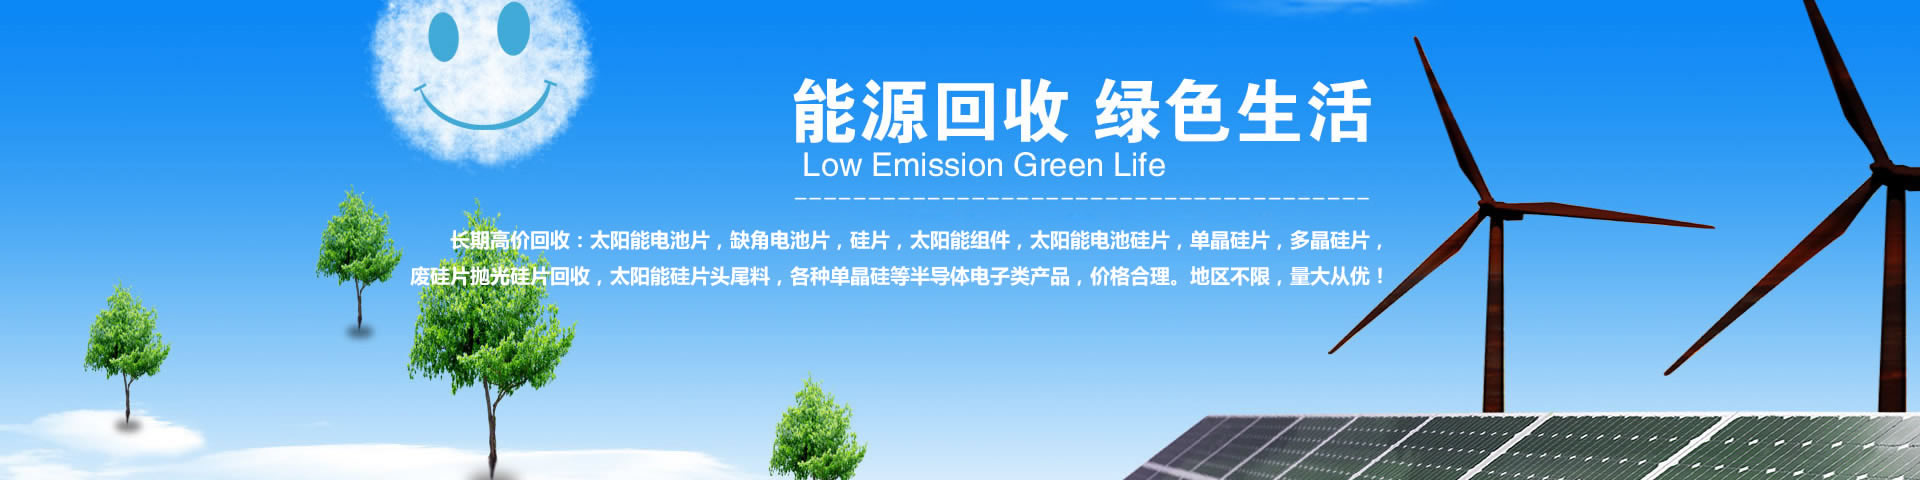 能源回收 绿色生活
Low Emission Green Life
长期高价回收：太阳能电池片，缺角电池片，硅片，太阳能组件，太阳能电池硅片，单晶硅片，多晶硅片，
废硅片抛光硅片回收，太阳能硅片头尾料，各种单晶硅等半导体电子类产品，价格合理。地区不限，量大从优！